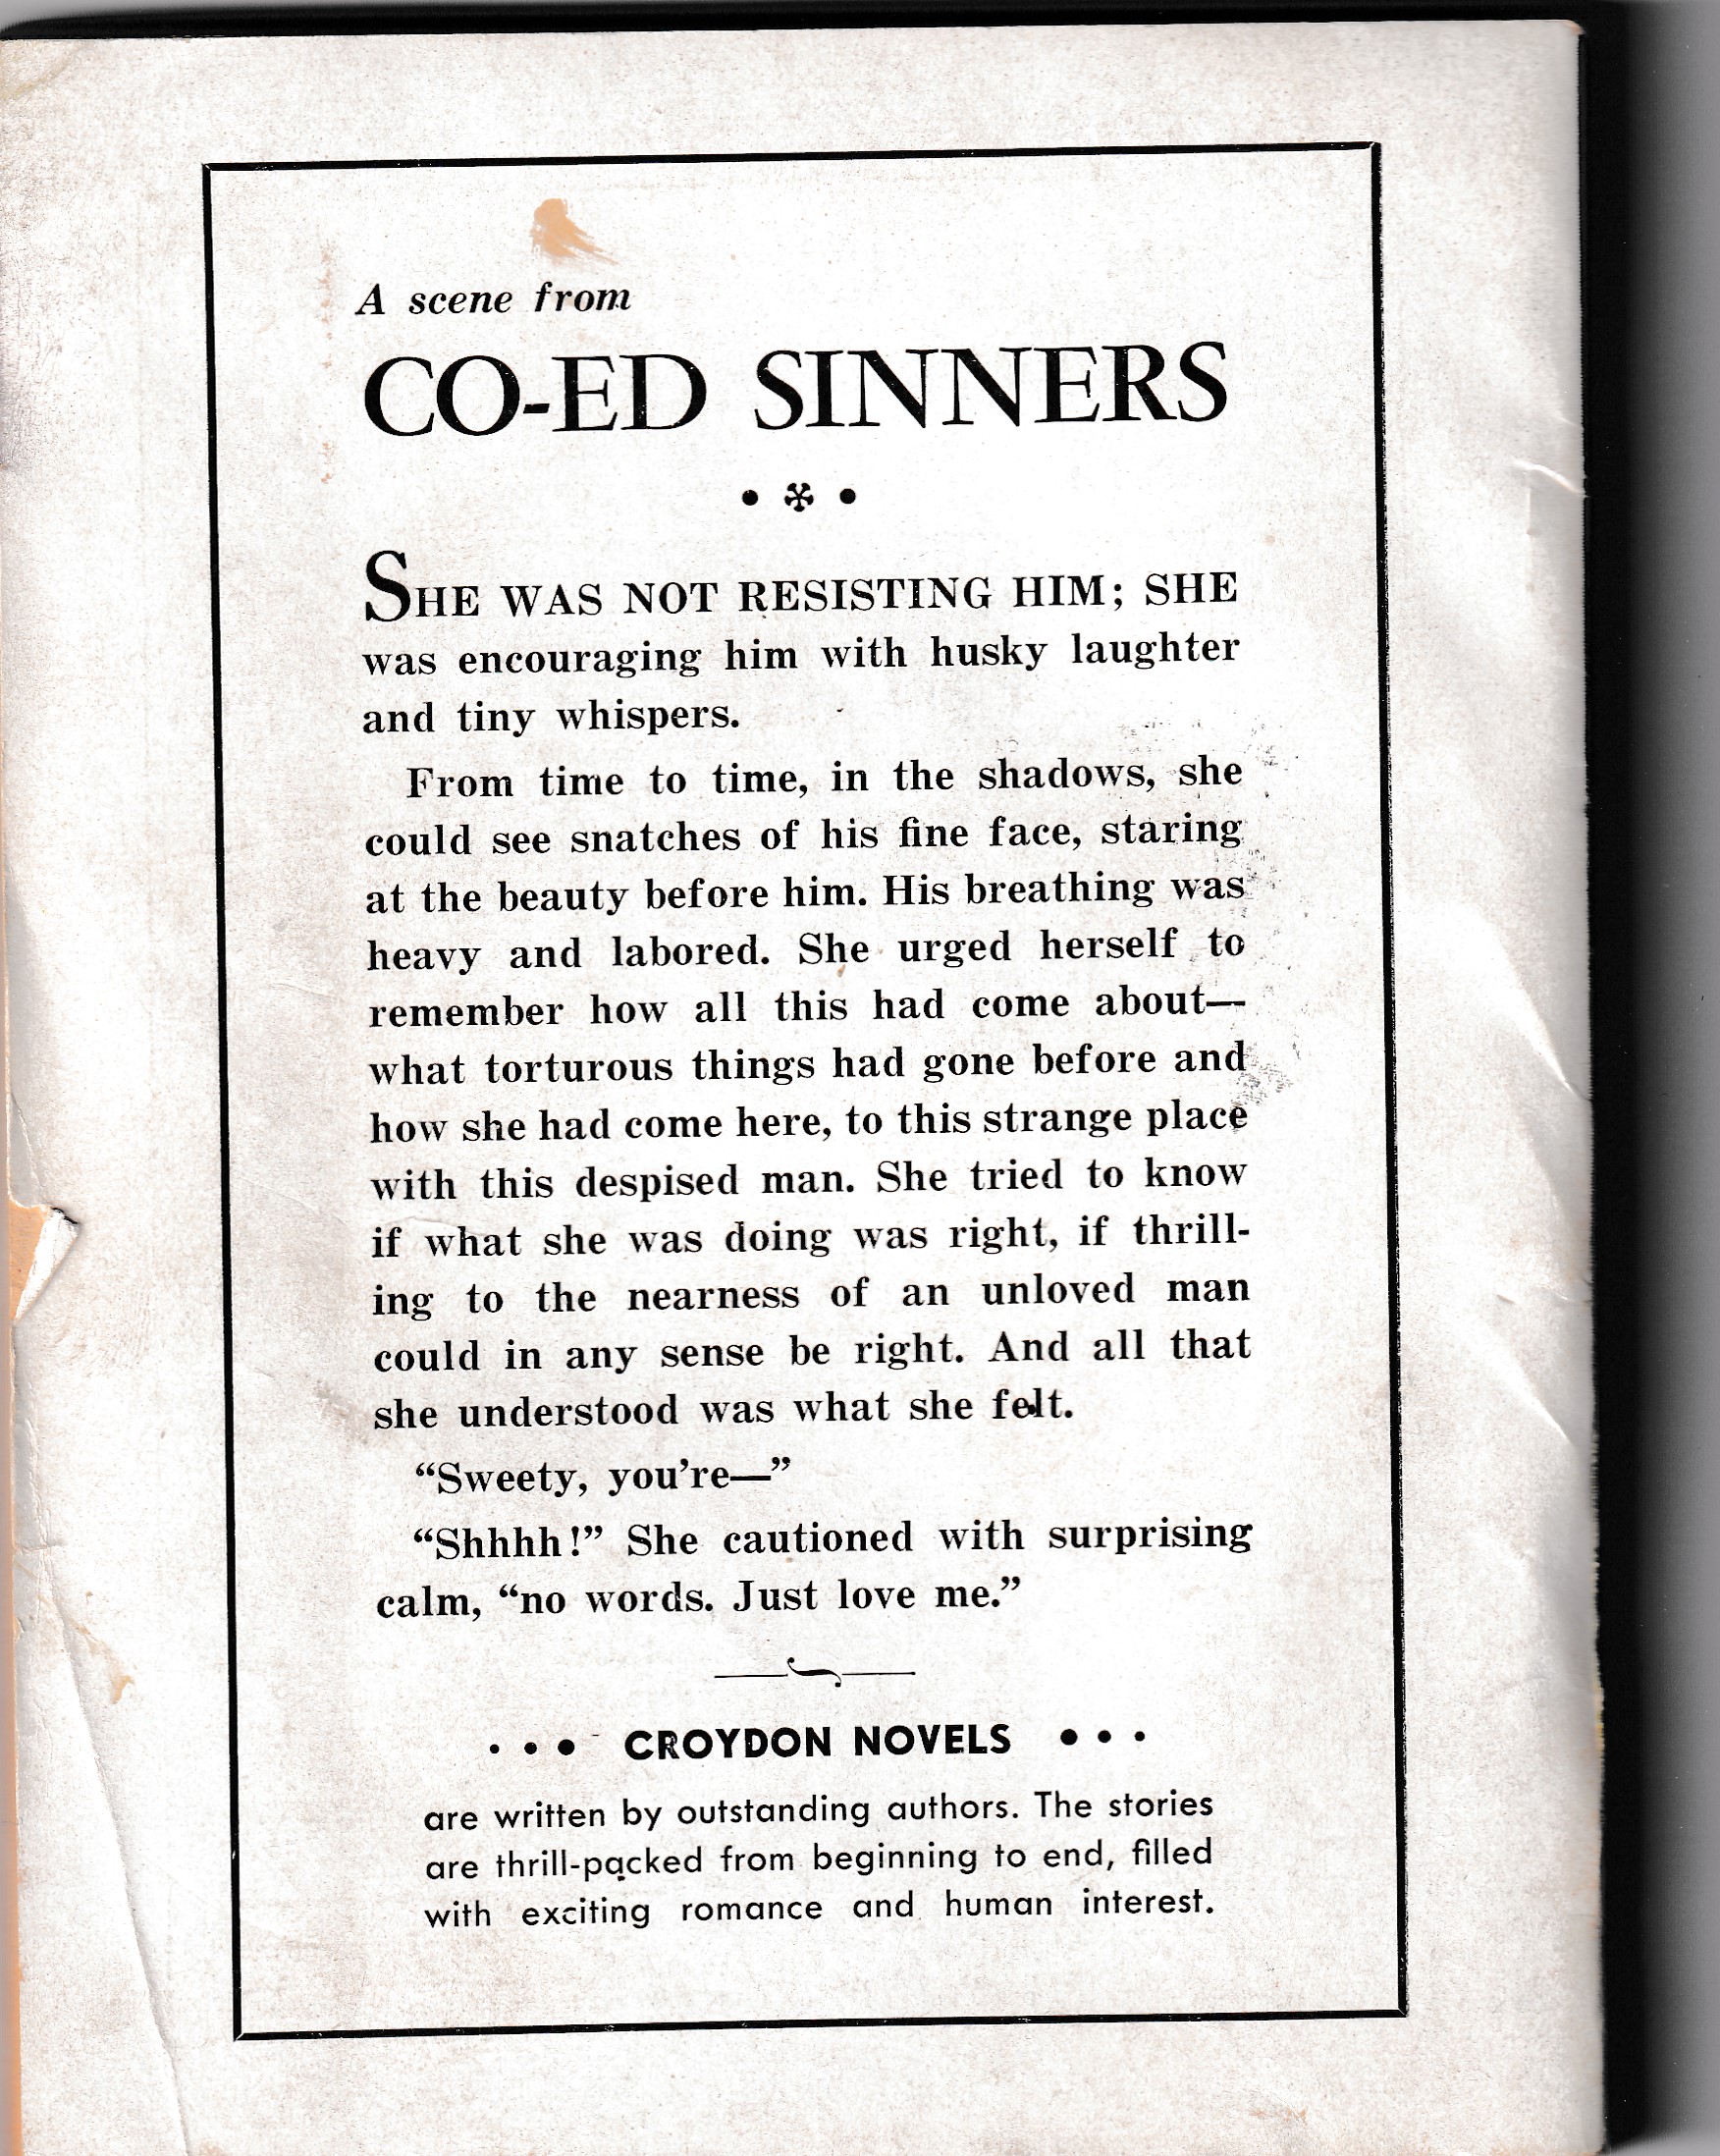 A scene from
CO-ED SINNERS
SHE WAS NOT RESISTING HIM; SHE
was encouraging him with husky laughter
and tiny whispers.
From time to time, in the shadows, she
could see snatches of his fine face, staring
at the beauty before him. His breathing was
heavy and labored. She urged herself to
remember how all this had come about—
what torturous things had gone before and
how she had come here, to this strange place
with this despised man. She tried to know
if what she was doing was right, if thrill-
ing to the nearness of an unloved man
could in any sense be right. And all that
she understood was what she felt.
“Sweety, you’re—”
“Shhhh!” She cautioned with surprising
calm, “no words. Just love me.”
• • • CROYDON NOVELS • • •
are written by outstanding authors. The stories
are thrill-packed from beginning to end, filled
with exciting romance and human interest.